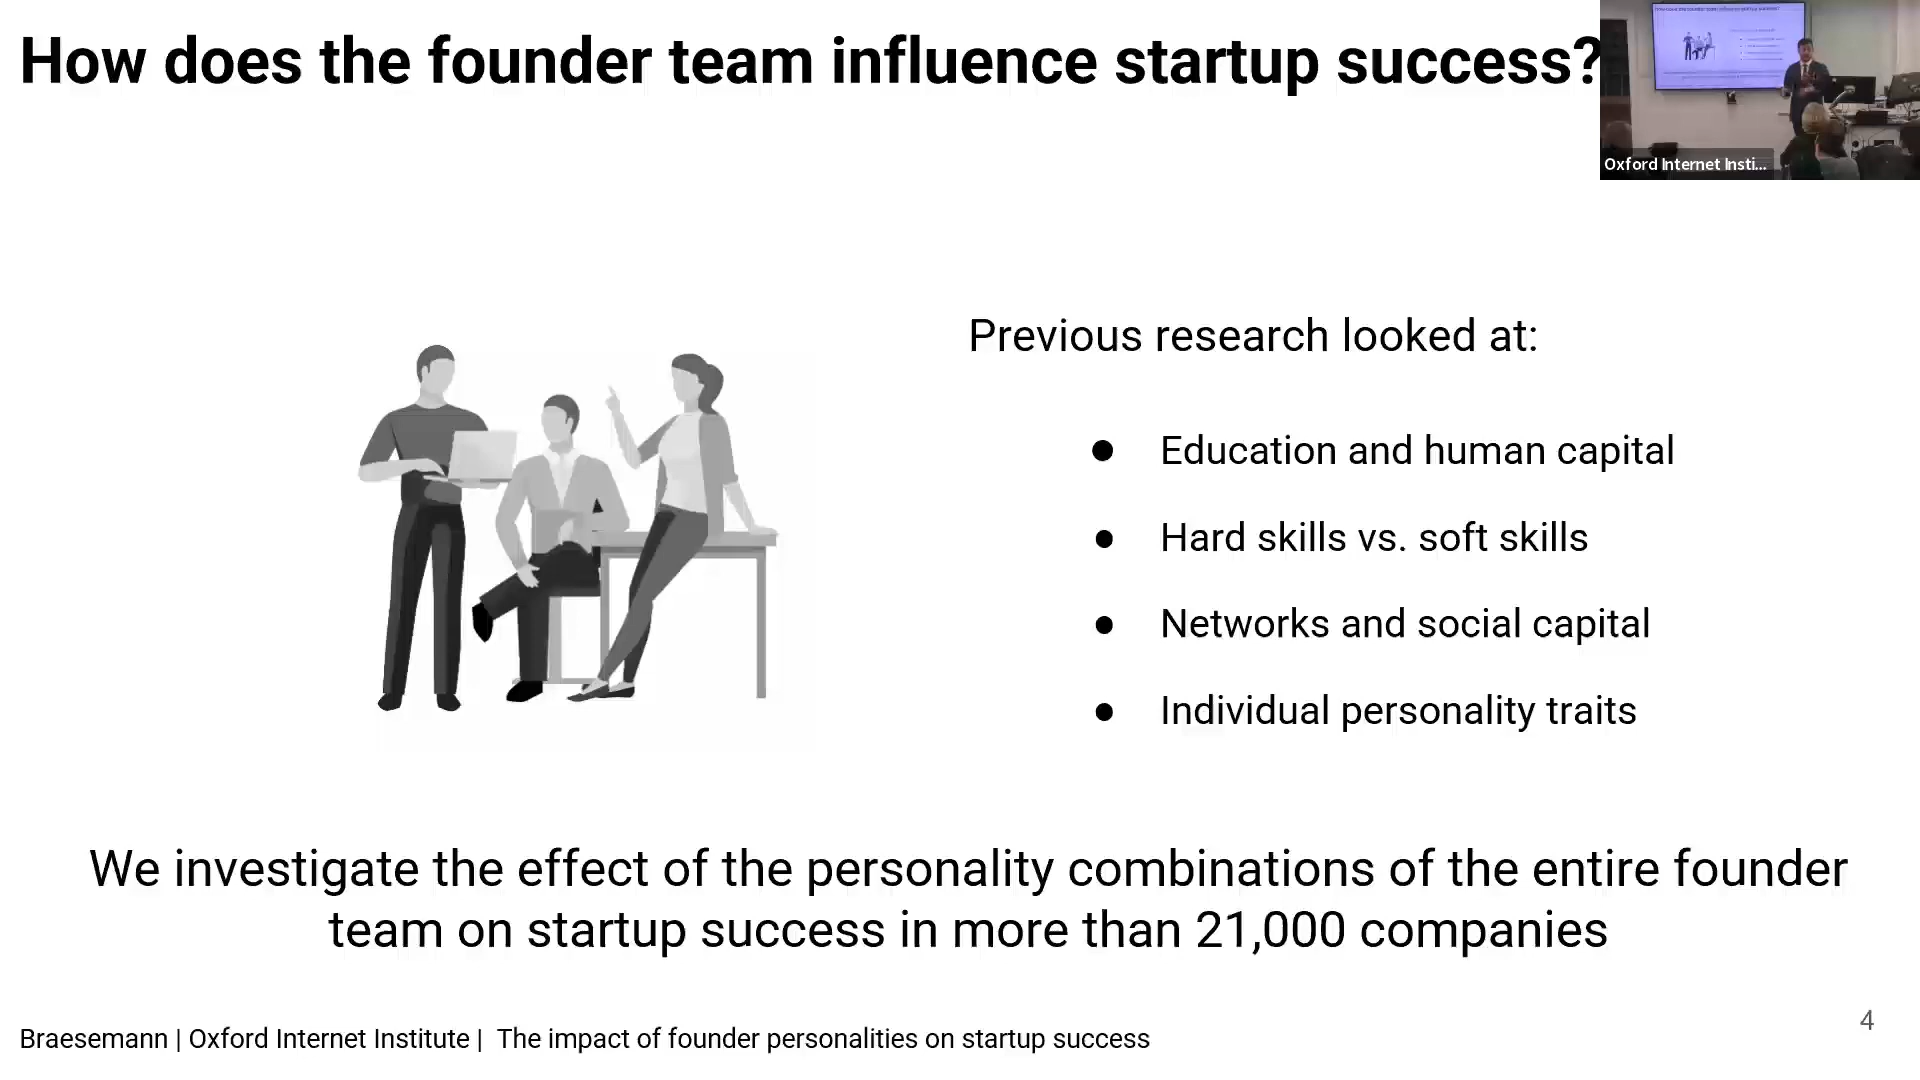 How does the founder team influence startup success?
Oxford Internet Insti...
Previous research looked at:
● Education and human capital
● Hard skills vs. soft skills
● Networks and social capital
● Individual personality traits
We investigate the effect of the personality combinations of the entire founder
team on startup success in more than 21,000 companies
Braesemann | Oxford Internet Institute | The impact of founder personalities on startup success
4